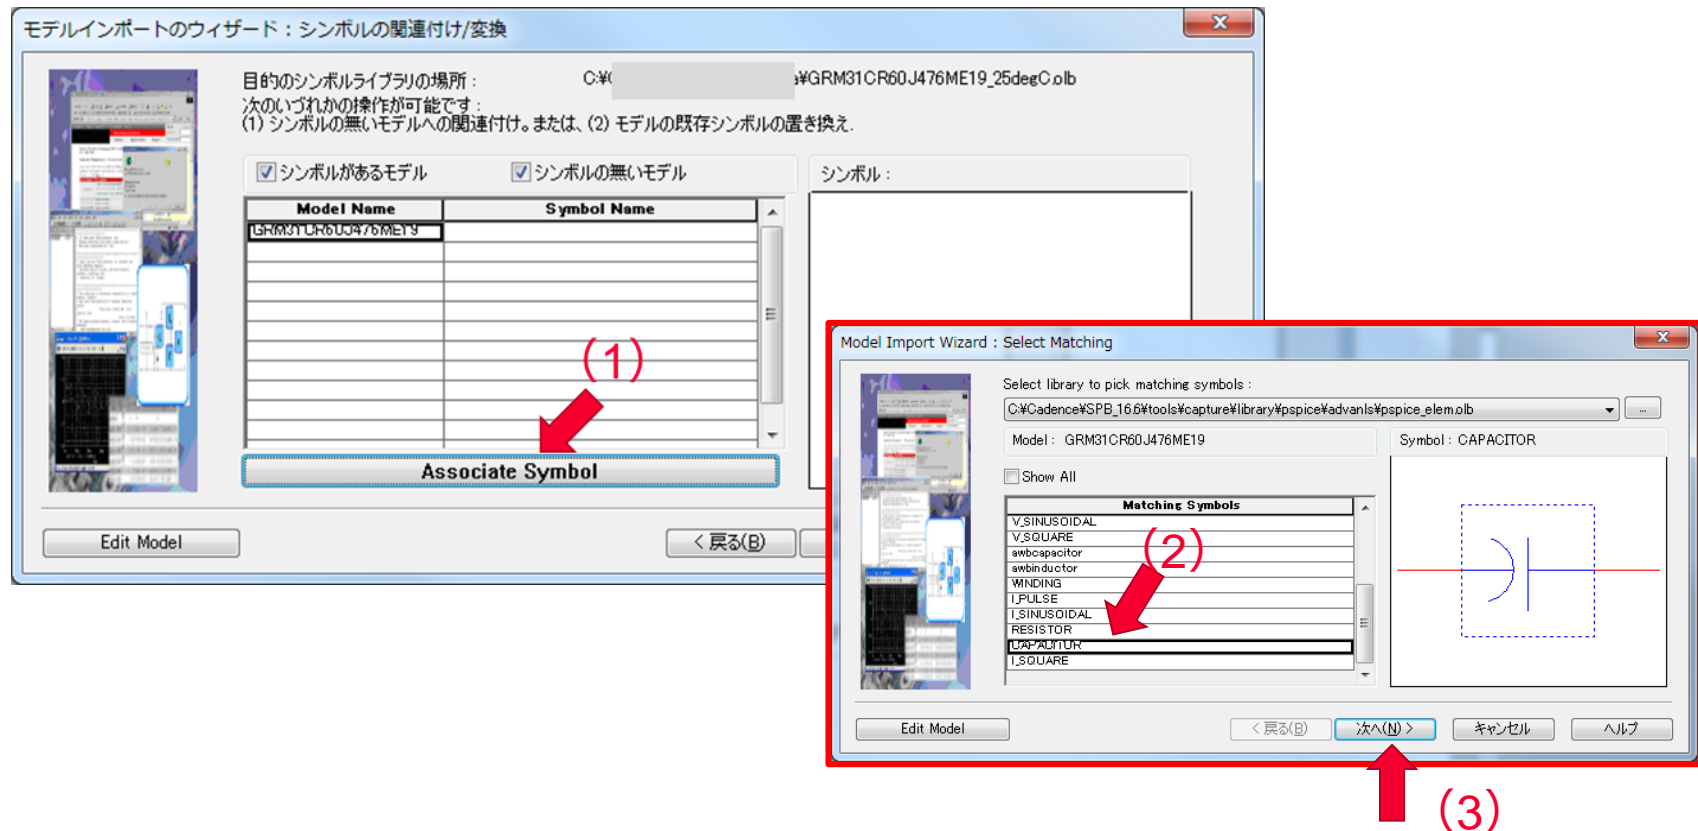 モデルインポートのウィザード：シンボルの関連付け/変換
目的のシンボルライブラリの場所： C:¥ ¥GRM31CR60J476ME19_25degC.olb
次のいづれかの操作が可能です：
(1) シンボルの無いモデルへの関連付け。または、(2) モデルの既存シンボルの置き換え.
シンボルがあるモデル シンボルの無いモデル シンボル：
Model Name Symbol Name
GRM31CR60J476ME19
(1)
Associate Symbol
Edit Model < 戻る(B)
Model Import Wizard : Select Matching
Select library to pick matching symbols :
C:¥Cadence¥SPB_16.6¥tools¥capture¥library¥pspice¥advanls¥pspice_elem.olb ...
Model : GRM31CR60J476ME19 Symbol : CAPACITOR
Show All
Matching Symbols
V_SINUSOIDAL
V_SQUARE
awbcapacitor
awbinductor
WINDING
I_PULSE
I_SINUSOIDAL
RESISTOR
CAPACITOR
I_SQUARE
(2)
Edit Model < 戻る(B) 次へ(N) > キャンセル ヘルプ
(3)